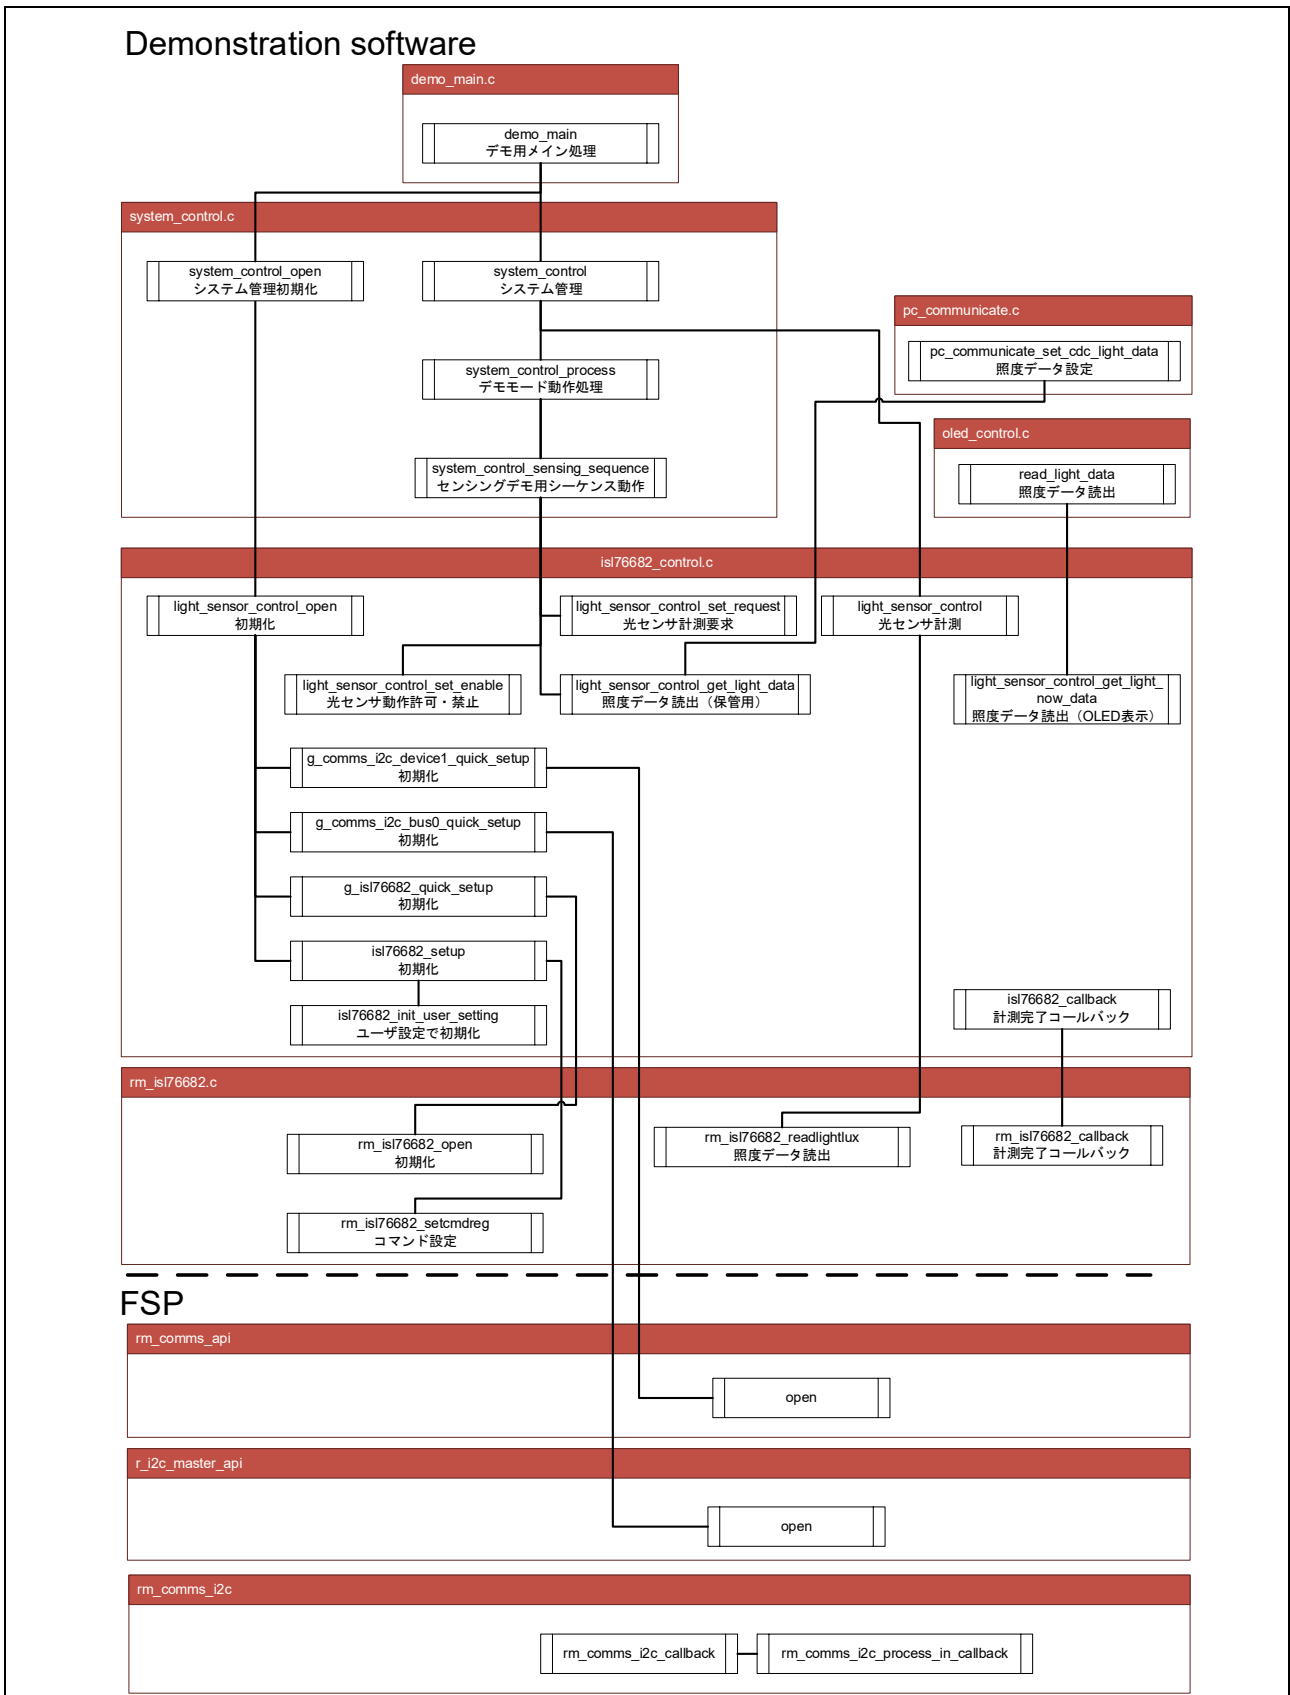 Demonstration software
demo_main.c
demo_main
デモ用メイン処理
system_control.c
system_control_open
システム管理初期化
system_control
システム管理
pc_communicate.c
pc_communicate_set_cdc_light_data
照度データ設定
system_control_process
デモモード動作処理
oled_control.c
system_control_sensing_sequence
センシングデモ用シーケンス動作
read_light_data
照度データ読出
isl76682_control.c
light_sensor_control_open
初期化
light_sensor_control_set_request
光センサ計測要求
light_sensor_control
光センサ計測
light_sensor_control_set_enable
光センサ動作許可・禁止
light_sensor_control_get_light_data
照度データ読出（保管用）
light_sensor_control_get_light_
now_data
照度データ読出（OLED表示）
g_comms_i2c_device1_quick_setup
初期化
g_comms_i2c_bus0_quick_setup
初期化
g_isl76682_quick_setup
初期化
isl76682_setup
初期化
isl76682_init_user_setting
ユーザ設定で初期化
isl76682_callback
計測完了コールバック
rm_isl76682.c
rm_isl76682_open
初期化
rm_isl76682_readlightlux
照度データ読出
rm_isl76682_callback
計測完了コールバック
rm_isl76682_setcmdreg
コマンド設定
FSP
rm_comms_api
open
r_i2c_master_api
open
rm_comms_i2c
rm_comms_i2c_callback
rm_comms_i2c_process_in_callback